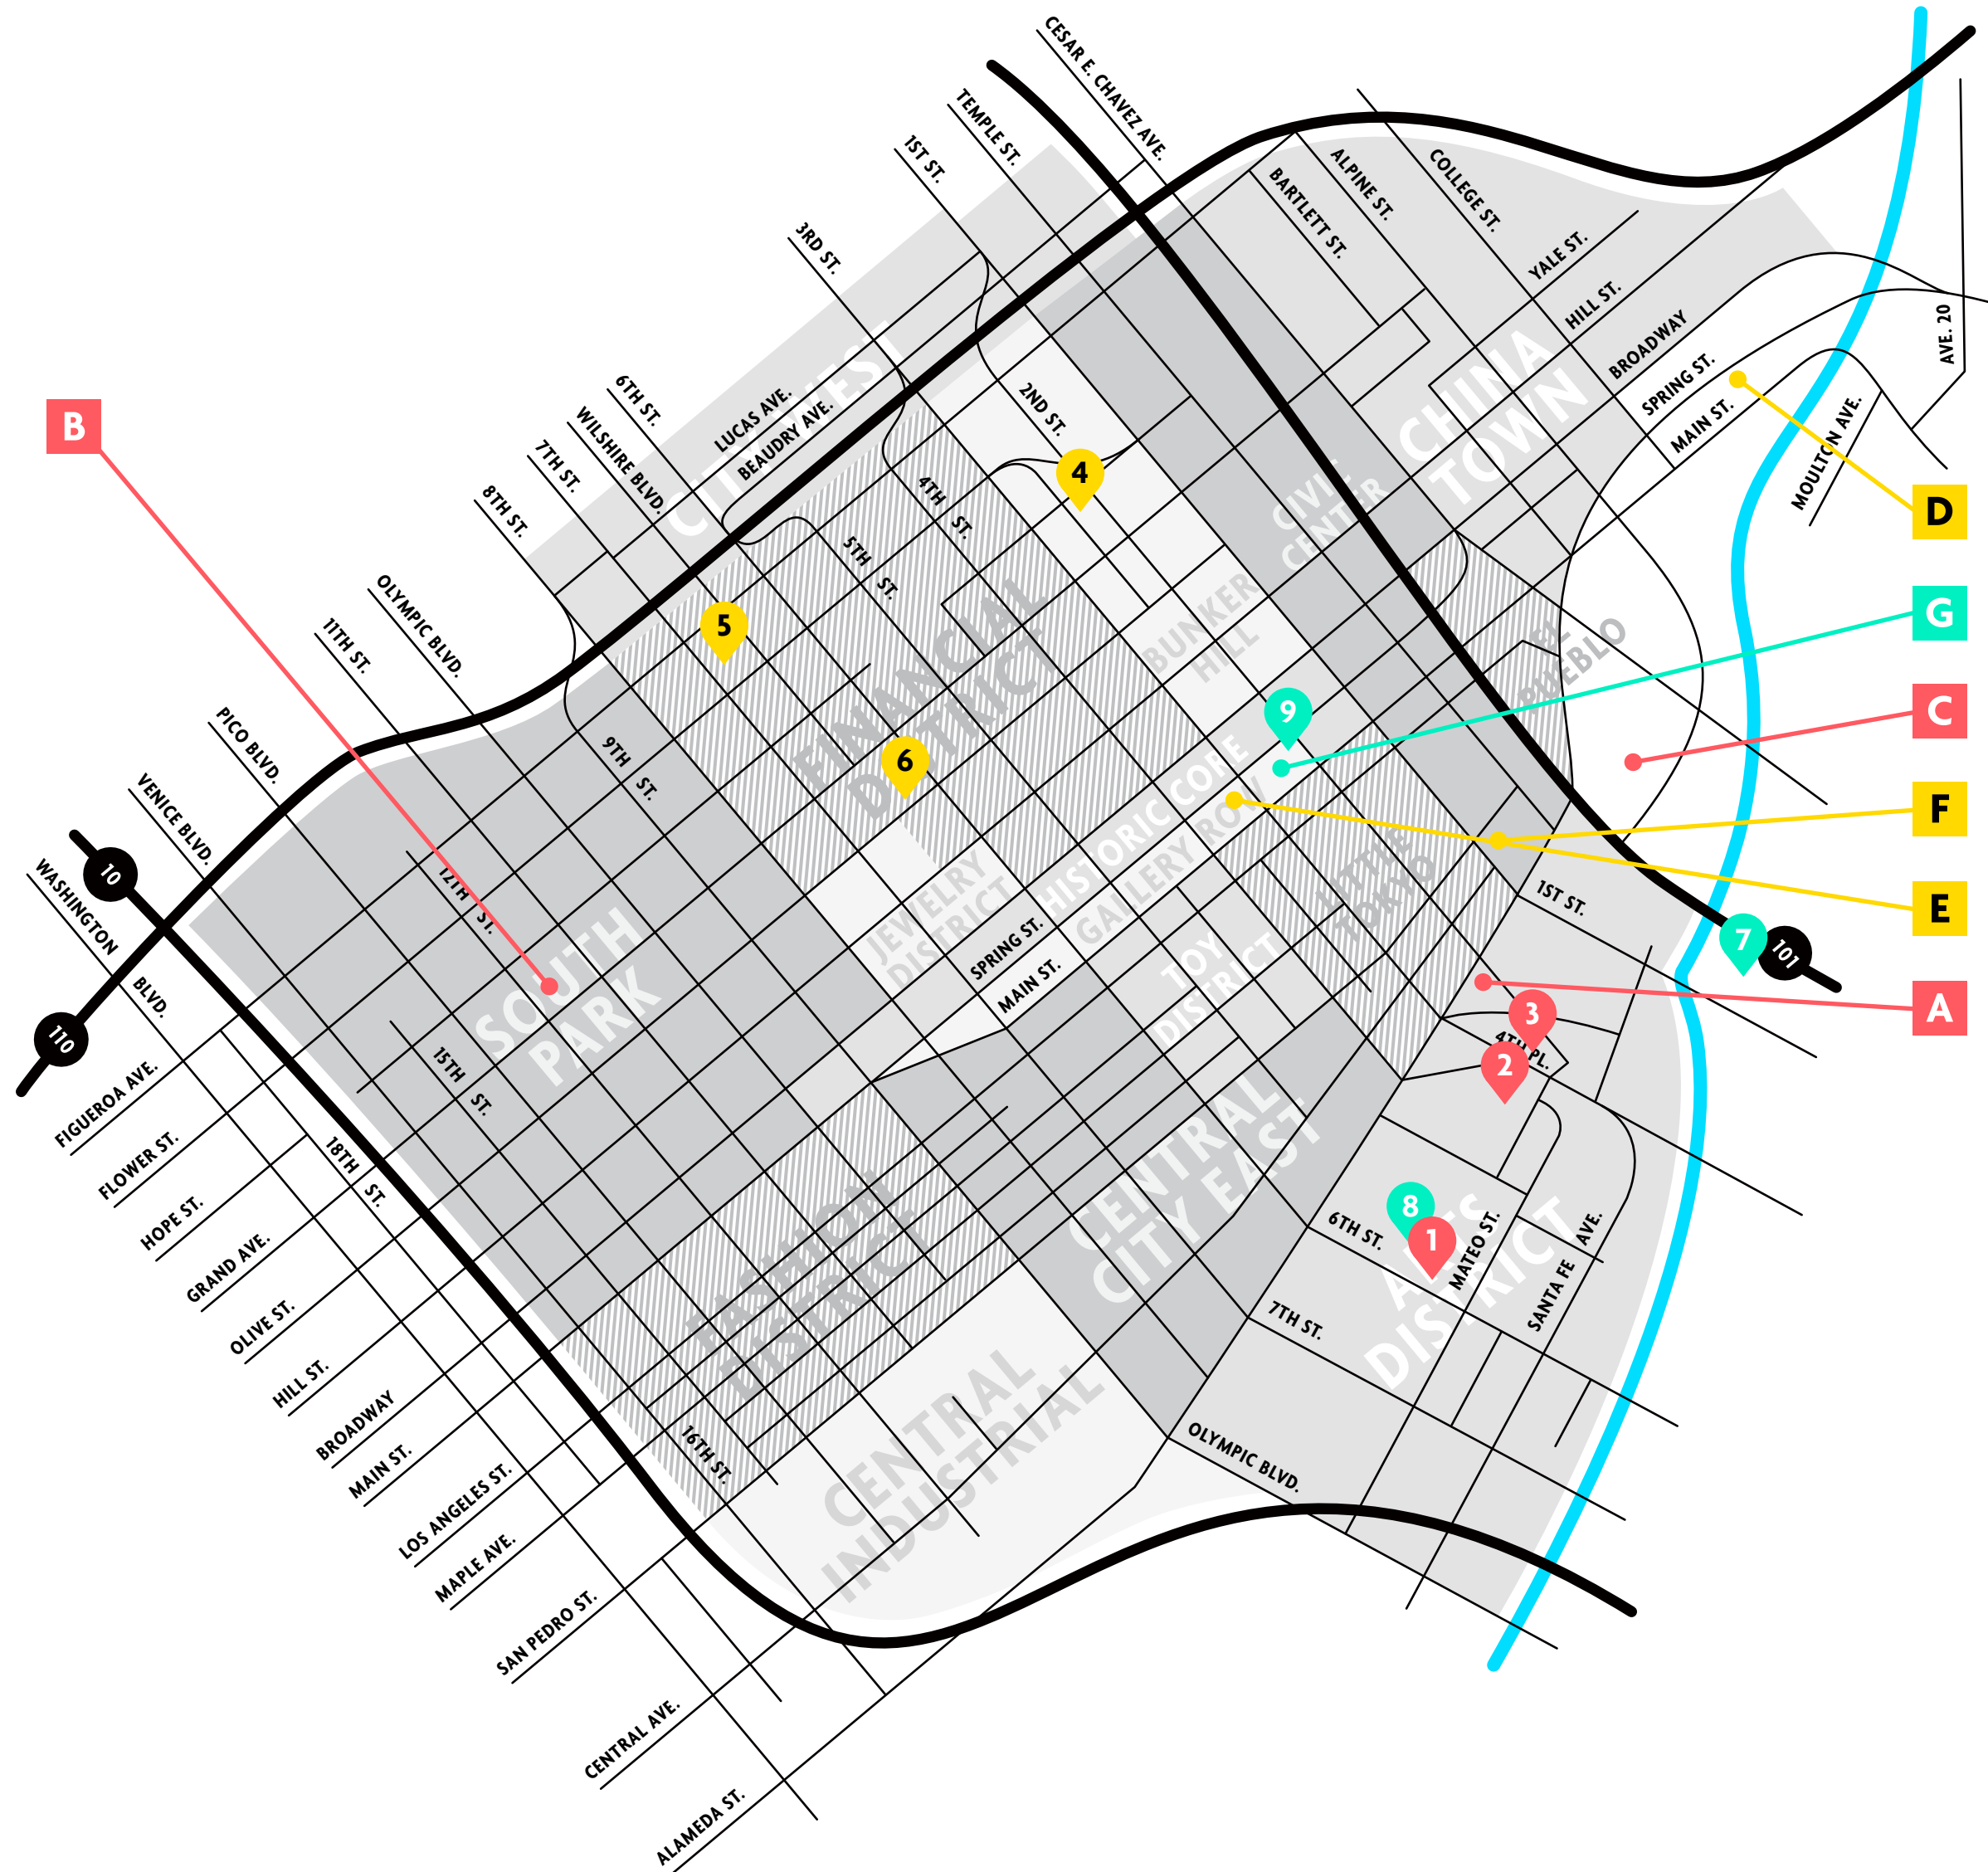 CESAR E. CHAVEZ AVE.
TEMPLE ST.
1ST ST.
3RD ST.
6TH ST.
WILSHIRE BLVD.
7TH ST.
8TH ST.
OLYMPIC BLVD.
11TH ST.
PICO BLVD.
VENICE BLVD.
WASHINGTON BLVD.
LUCAS AVE.
BEAUDRY AVE.
CITY WEST
2ND ST.
4TH ST.
5TH ST.
9TH ST.
12TH ST.
15TH ST.
18TH ST.
16TH ST.
BARTLETT ST.
ALPINE ST.
COLLEGE ST.
YALE ST.
HILL ST.
BROADWAY
SPRING ST.
MAIN ST.
AVE. 20
MOULTON AVE.
CHINA
TOWN
CIVIC
CENTER
EL
PUEBLO
BUNKER
HILL
FINANCIAL
DISTRICT
HISTORIC CORE
GALLERY ROW
JEWELRY
DISTRICT
SPRING ST.
MAIN ST.
TOY
DISTRICT
LITTLE
TOKYO
SOUTH
PARK
FASHION
DISTRICT
CENTRAL
CITY EAST
CENTRAL
INDUSTRIAL
ARTS
DISTRICT
1ST ST.
4TH PL.
6TH ST.
7TH ST.
OLYMPIC BLVD.
MATEO ST.
SANTA FE AVE.
FIGUEROA AVE.
FLOWER ST.
HOPE ST.
GRAND AVE.
OLIVE ST.
HILL ST.
BROADWAY
MAIN ST.
LOS ANGELES ST.
MAPLE AVE.
SAN PEDRO ST.
CENTRAL AVE.
ALAMEDA ST.
10
110
101
B
D
G
C
F
E
A
4
5
6
9
7
3
2
8
1